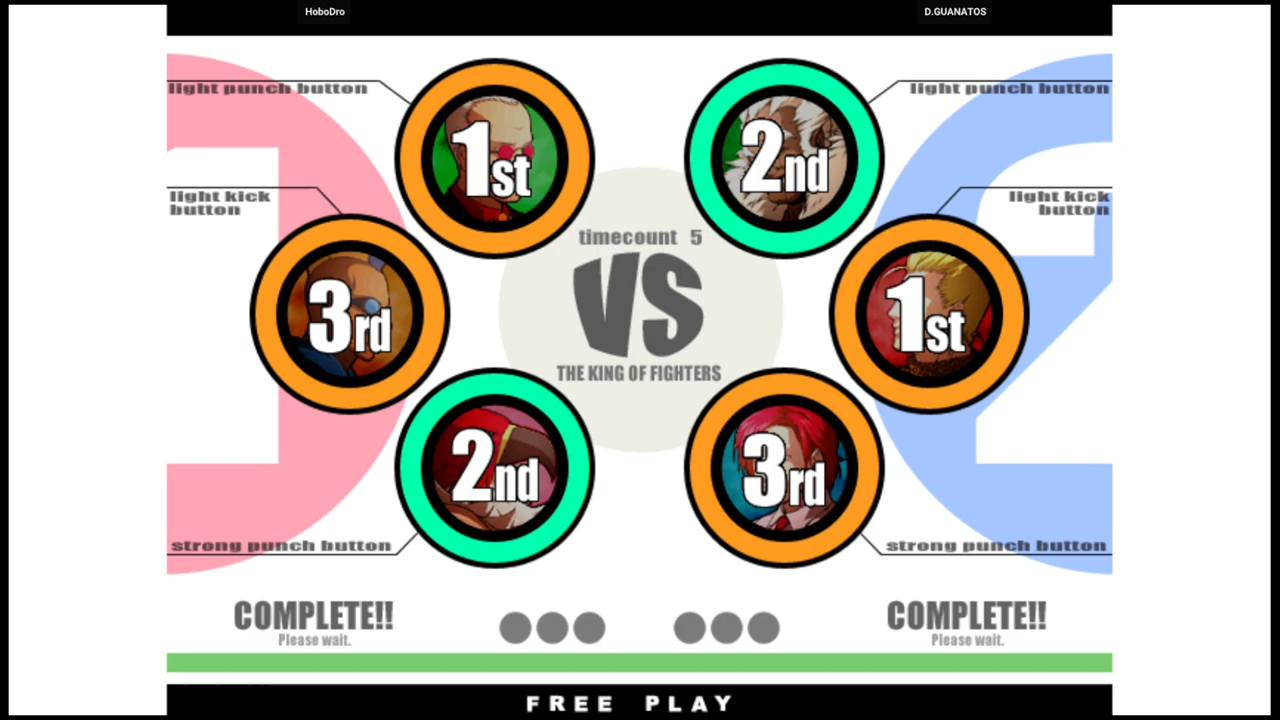 HoboDro
D.GUANATOS
light punch button
light punch button
1st
2nd
light kick
button
light kick
button
timecount 5
VS
THE KING OF FIGHTERS
3rd
1st
2nd
3rd
strong punch button
strong punch button
COMPLETE!!
Please wait.
COMPLETE!!
Please wait.
FREE PLAY
1
2